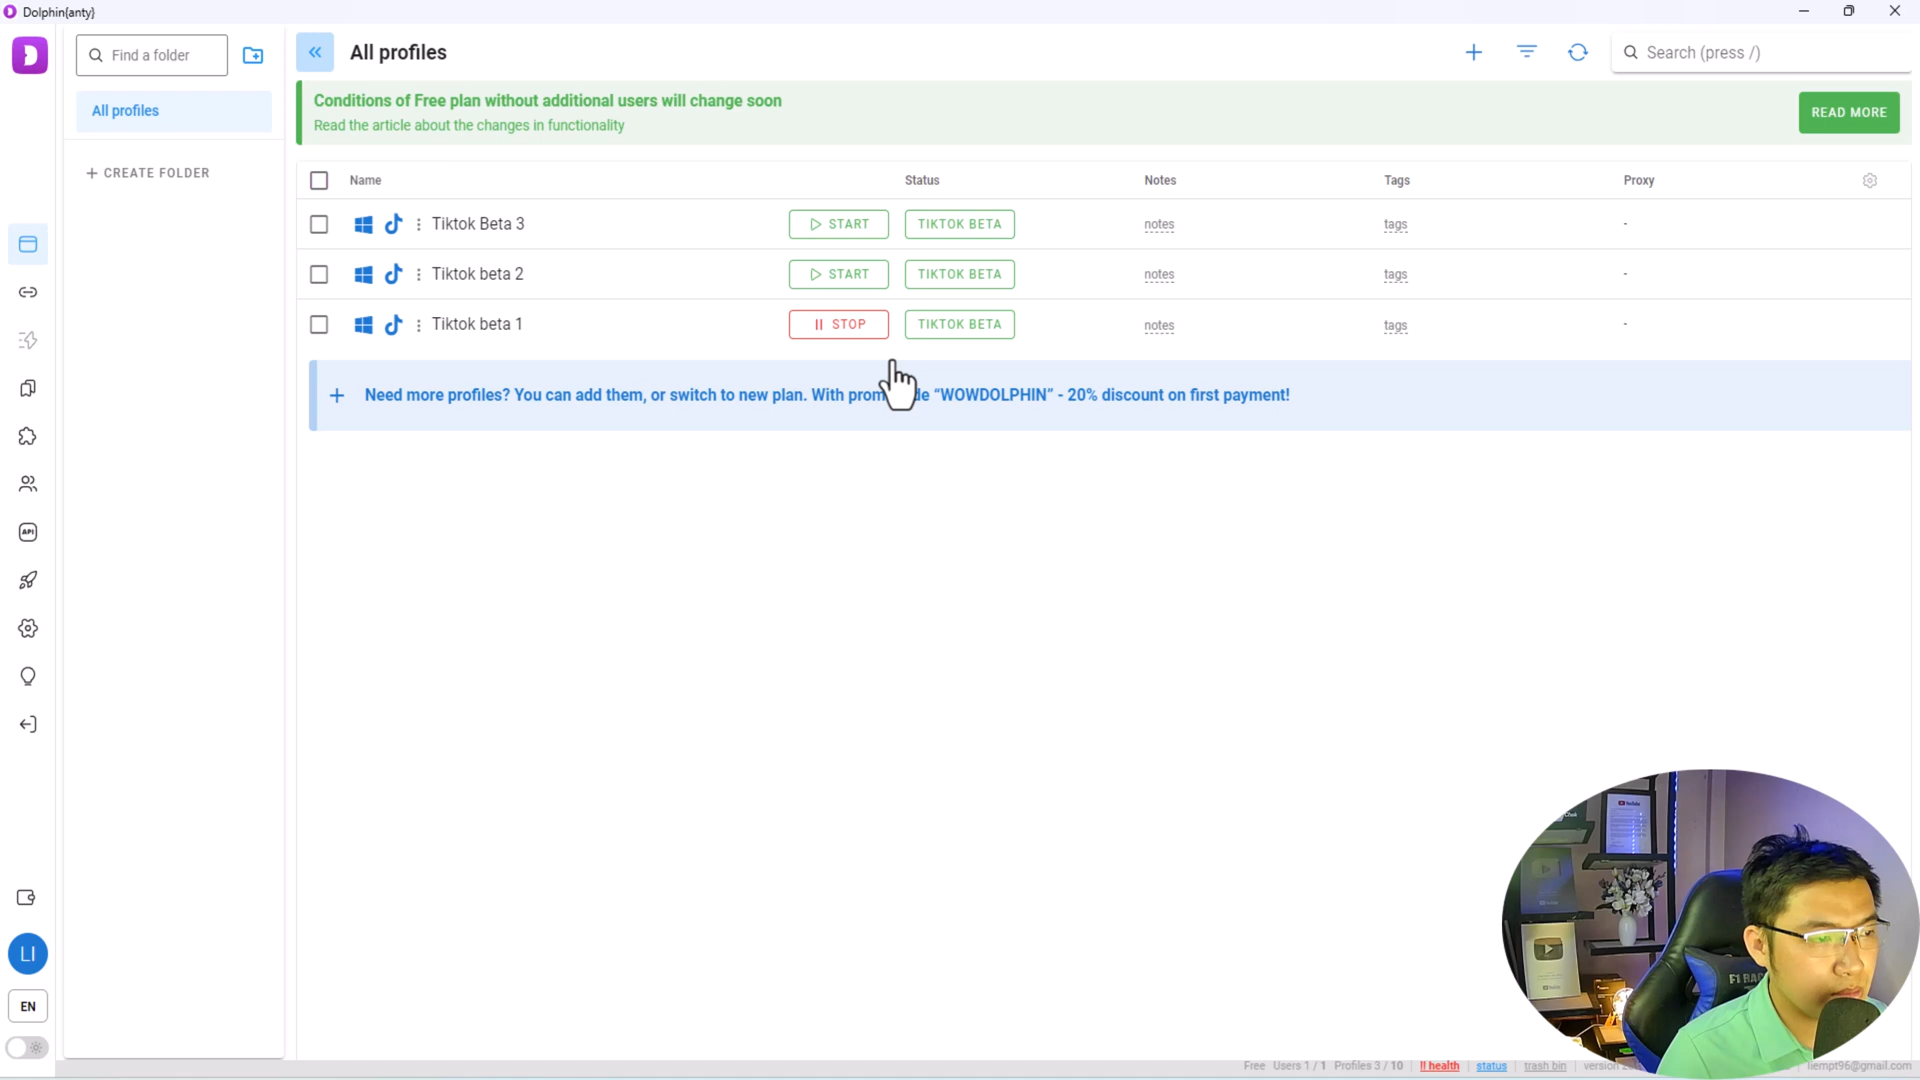 Dolphin{anty}
Find a folder
All profiles
Search (press /)
Conditions of Free plan without additional users will change soon
Read the article about the changes in functionality
READ MORE
All profiles
+ CREATE FOLDER
Name Status Notes Tags Proxy
Tiktok Beta 3 START TIKTOK BETA notes tags -
Tiktok beta 2 START TIKTOK BETA notes tags -
Tiktok beta 1 STOP TIKTOK BETA notes tags -
+ Need more profiles? You can add them, or switch to new plan. With “WOWDOLPHIN” - 20% discount on first payment!
API
LI
EN
Free Users 1 / 1 Profiles 3 / 10 !! health status trash bin version